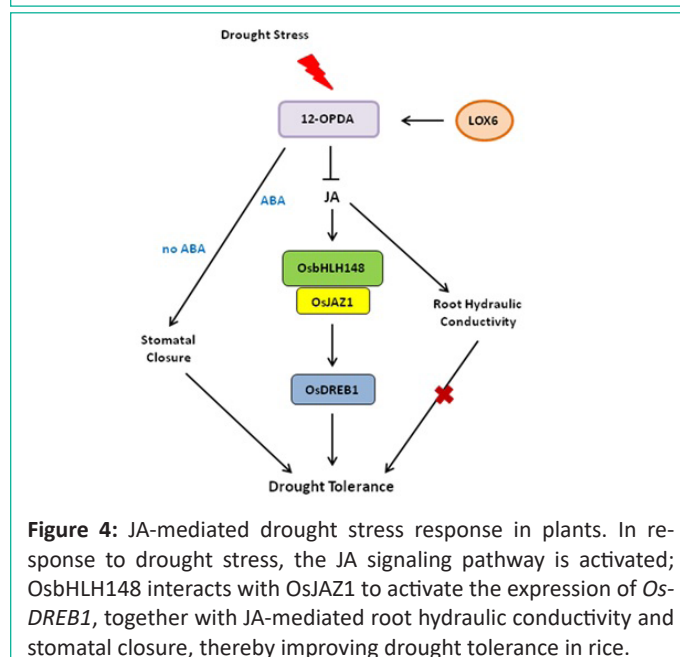 Drought Stress
12-OPDA
LOX6
ABA
JA
no ABA
OsbHLH148
OsJAZ1
Root Hydraulic
Conductivity
Stomatal
Closure
OsDREB1
Drought Tolerance
Figure 4: JA-mediated drought stress response in plants. In re-
sponse to drought stress, the JA signaling pathway is activated;
OsbHLH148 interacts with OsJAZ1 to activate the expression of Os-
DREB1, together with JA-mediated root hydraulic conductivity and
stomatal closure, thereby improving drought tolerance in rice.